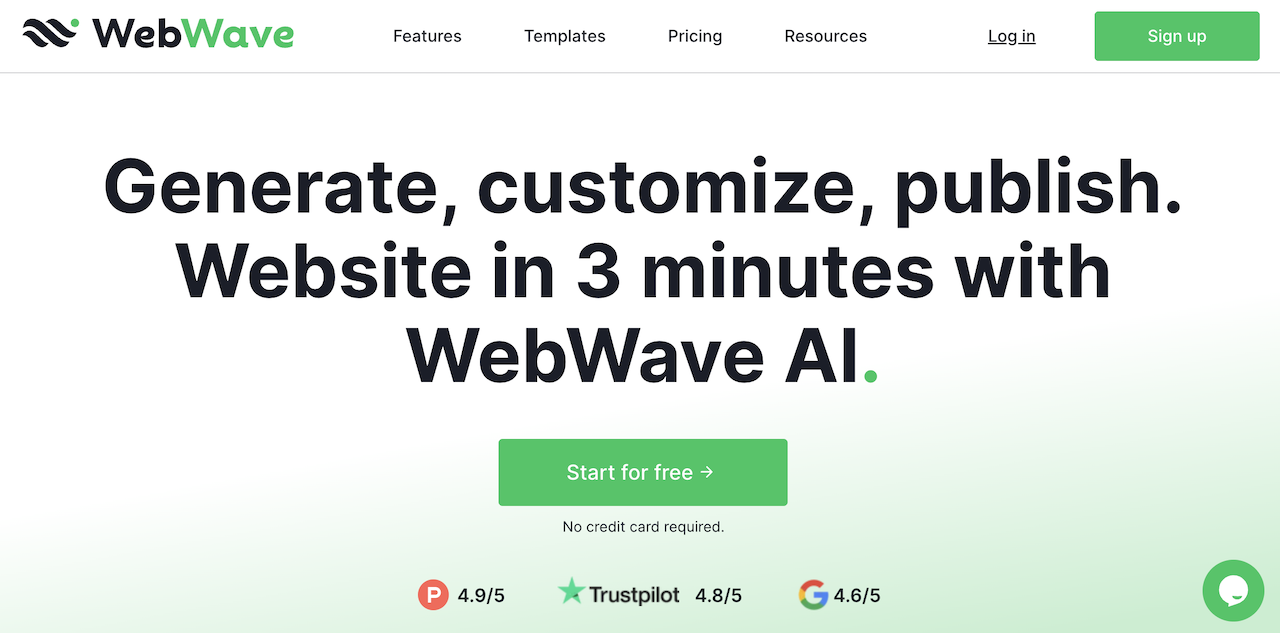 WebWave
Features
Templates
Pricing
Resources
Log in
Sign up
Generate, customize, publish.
Website in 3 minutes with
WebWave AI.
Start for free →
No credit card required.
P 4.9/5
Trustpilot 4.8/5
G 4.6/5